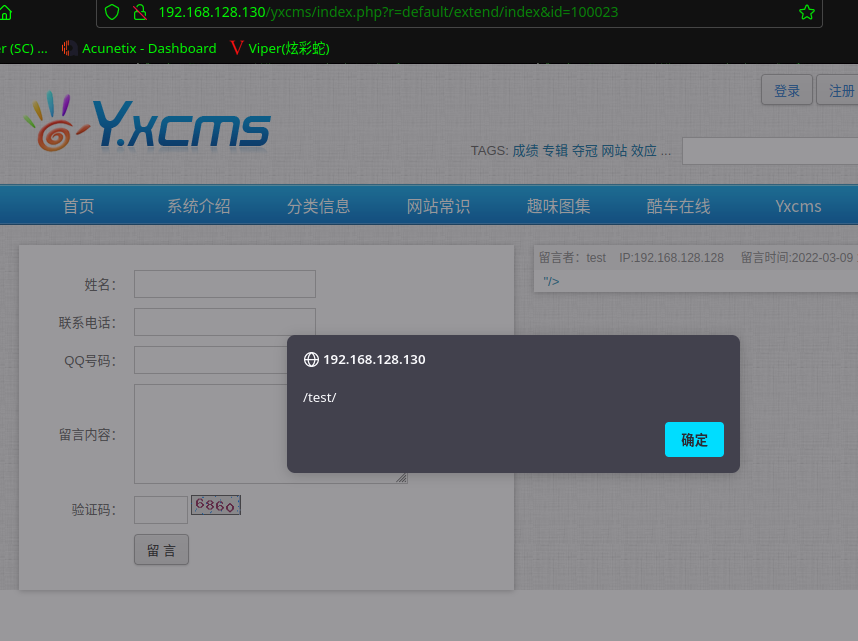 192.168.128.130/yxcms/index.php?r=default/extend/index&id=100023
r (SC) ... Acunetix - Dashboard Viper(炫彩蛇)
登录 注册
Y.xcms
TAGS: 成绩 专辑 夺冠 网站 效应 ...
首页 系统介绍 分类信息 网站常识 趣味图集 酷车在线 Yxcms
留言者：test IP:192.168.128.128 留言时间:2022-03-09
"/>
姓名：
联系电话：
QQ号码：
192.168.128.130
/test/
确定
留言内容：
验证码： 6860
留 言